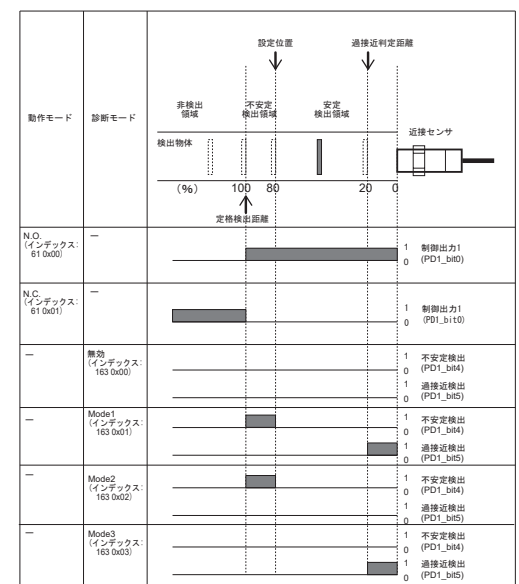 設定位置
過接近判定距離
動作モード
診断モード
非検出
領域
不安定
検出領域
安定
検出領域
近接センサ
検出物体
(%)
100
80
20
0
定格検出距離
N.O.
(インデックス:
61 0x00)
—
1
0
制御出力1
(PD1_bit0)
N.C.
(インデックス:
61 0x01)
—
1
0
制御出力1
(PD1_bit0)
—
無効
(インデックス:
163 0x00)
1
0
不安定検出
(PD1_bit4)
1
0
過接近検出
(PD1_bit5)
—
Mode1
(インデックス:
163 0x01)
1
0
不安定検出
(PD1_bit4)
1
0
過接近検出
(PD1_bit5)
—
Mode2
(インデックス:
163 0x02)
1
0
不安定検出
(PD1_bit4)
1
0
過接近検出
(PD1_bit5)
—
Mode3
(インデックス:
163 0x03)
1
0
不安定検出
(PD1_bit4)
1
0
過接近検出
(PD1_bit5)